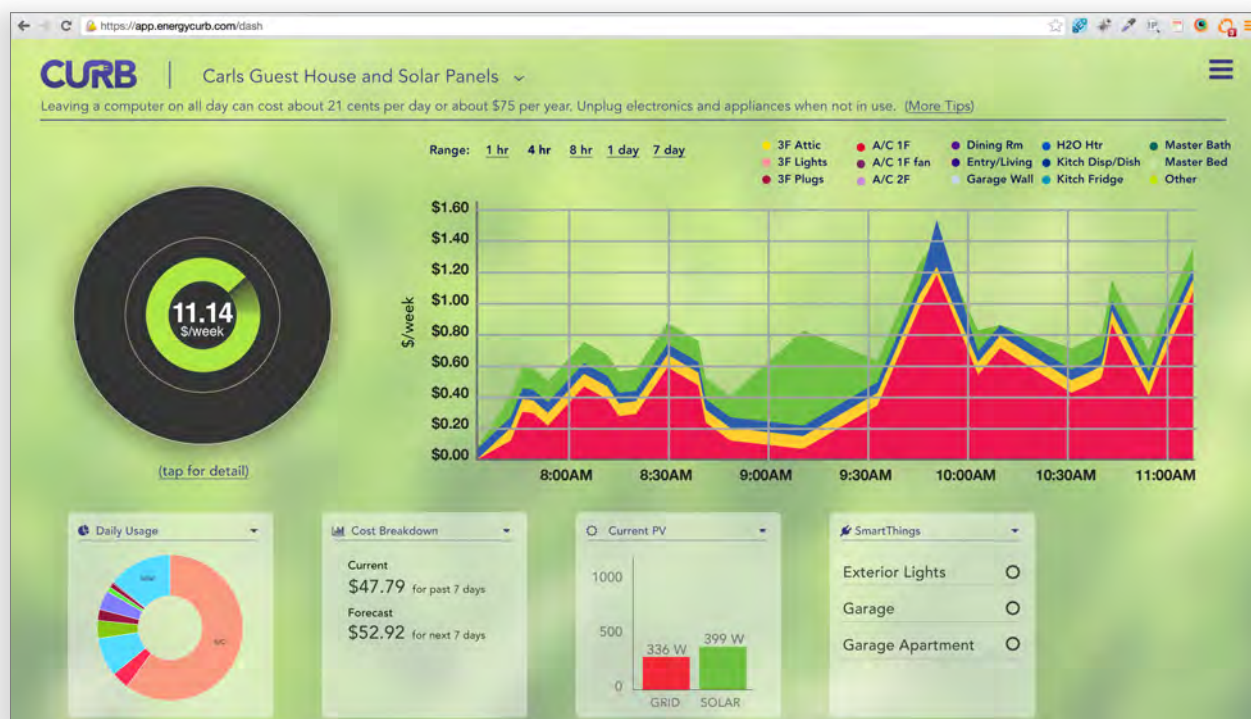 https://app.energycurb.com/dash
CURB
Carls Guest House and Solar Panels
Leaving a computer on all day can cost about 21 cents per day or about $75 per year. Unplug electronics and appliances when not in use. (More Tips)
Range: 1 hr 4 hr 8 hr 1 day 7 day
3F Attic A/C 1F Dining Rm H2O Htr Master Bath
3F Lights A/C 1F fan Entry/Living Kitch Disp/Dish Master Bed
3F Plugs A/C 2F Garage Wall Kitch Fridge Other
11.14
$/week
(tap for detail)
$/week
$1.60
$1.40
$1.20
$1.00
$0.80
$0.60
$0.40
$0.20
$0.00
8:00AM 8:30AM 9:00AM 9:30AM 10:00AM 10:30AM 11:00AM
Daily Usage
Cost Breakdown
Current
$47.79 for past 7 days
Forecast
$52.92 for next 7 days
Current PV
1000
500
0
336 W
399 W
GRID SOLAR
SmartThings
Exterior Lights
Garage
Garage Apartment